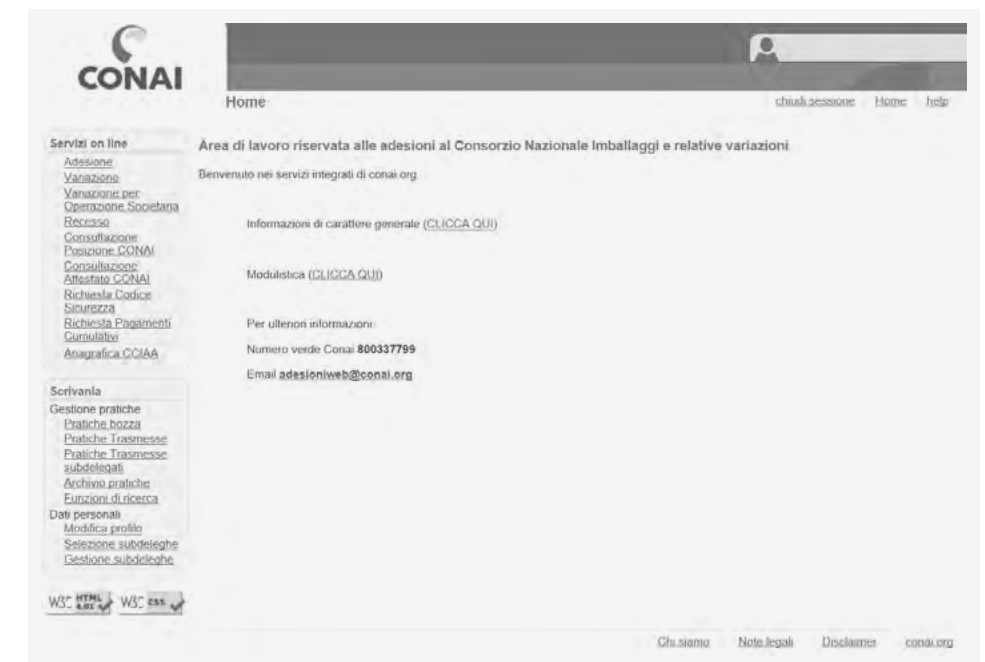 CONAI
Home
chiudi sessione Home help
Servizi on line
Adesione
Variazione
Variazione per
Operazione Societaria
Recesso
Consultazione
Posizione CONAI
Consultazione
Attestato CONAI
Richiesta Codice
Sicurezza
Richiesta Pagamenti
Cumulativi
Anagrafica CCIAA
Area di lavoro riservata alle adesioni al Consorzio Nazionale Imballaggi e relative variazioni
Benvenuto nei servizi integrati di conai.org
Informazioni di carattere generale (CLICCA QUI)
Modulistica (CLICCA QUI)
Per ulteriori informazioni:
Numero verde Conai 800337799
Email adesioniweb@conai.org
Scrivania
Gestione pratiche
Pratiche bozza
Pratiche Trasmesse
Pratiche Trasmesse
subdelegati
Archivio pratiche
Funzioni di ricerca
Dati personali
Modifica profilo
Selezione subdeleghe
Gestione subdeleghe
W3C HTML 4.01 W3C css
Chi siamo Note legali Disclaimer conai.org